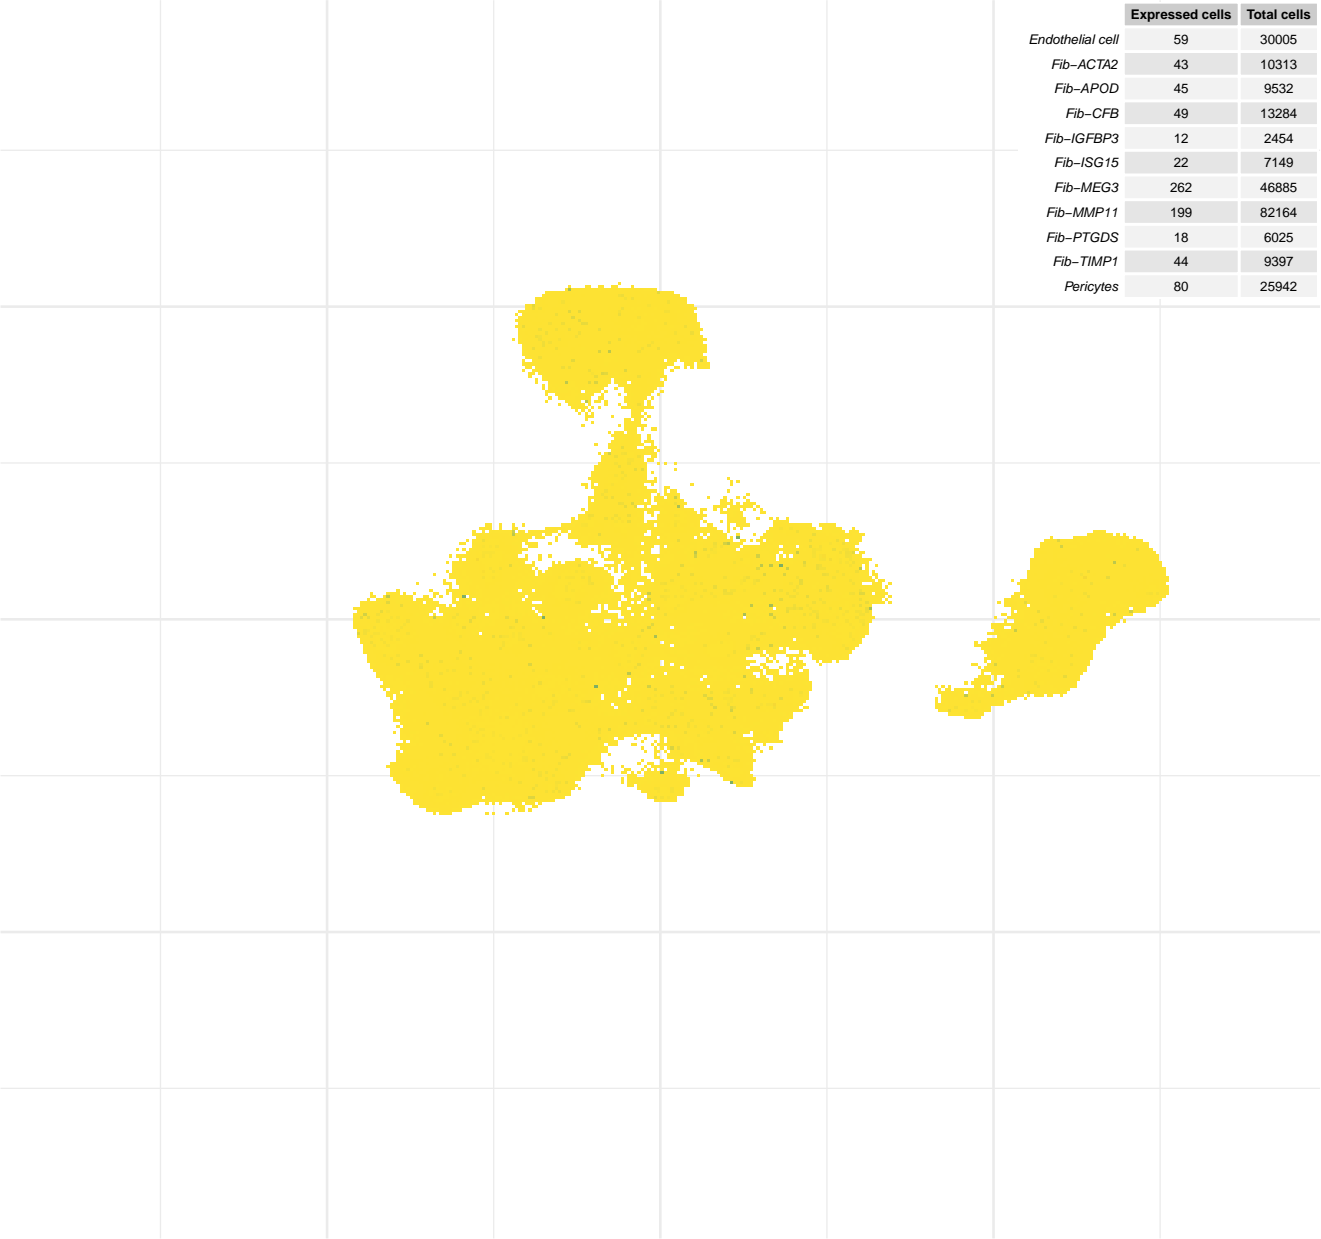 Expressed cells Total cells
Endothelial cell 59 30005
Fib−ACTA2 43 10313
Fib−APOD 45 9532
Fib−CFB 49 13284
Fib−IGFBP3 12 2454
Fib−ISG15 22 7149
Fib−MEG3 262 46885
Fib−MMP11 199 82164
Fib−PTGDS 18 6025
Fib−TIMP1 44 9397
Pericytes 80 25942